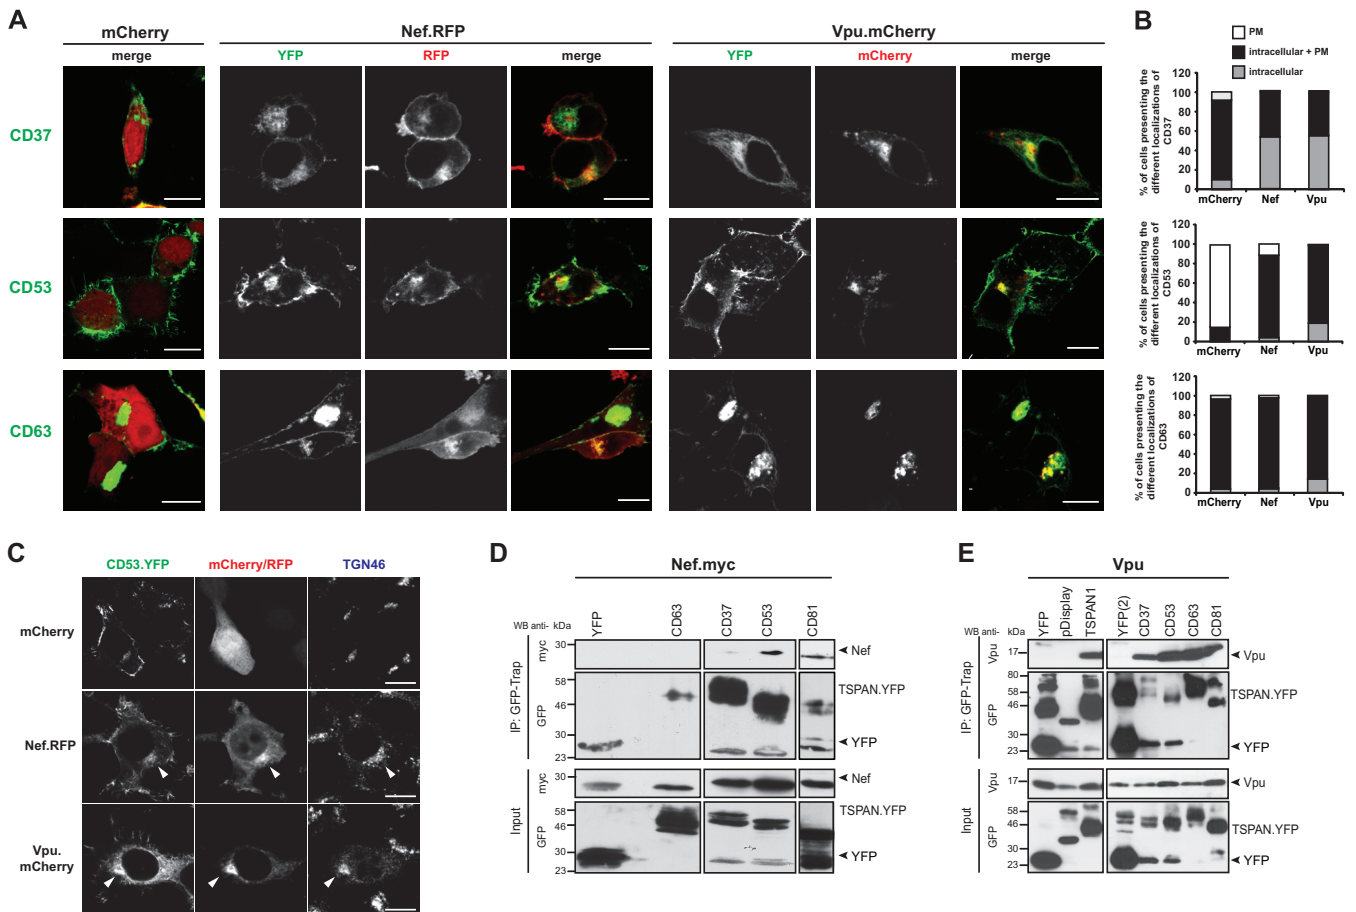 A
mCherry
Nef.RFP
Vpu.mCherry
merge
YFP
RFP
merge
YFP
mCherry
merge
CD37
CD53
CD63
B
PM
intracellular + PM
intracellular
% of cells presenting the
different localizations of
CD37
120
100
80
60
40
20
0
mCherry
Nef
Vpu
% of cells presenting the
different localizations of
CD53
120
100
80
60
40
20
0
mCherry
Nef
Vpu
% of cells presenting the
different localizations of
CD63
120
100
80
60
40
20
0
mCherry
Nef
Vpu
C
CD53.YFP
mCherry/RFP
TGN46
mCherry
Nef.RFP
Vpu.
mCherry
D
Nef.myc
WB anti- kDa
YFP
CD63
CD37
CD53
CD81
IP: GFP-Trap
myc
30
Nef
GFP
58
46
30
23
TSPAN.YFP
YFP
Input
myc
30
Nef
GFP
58
46
30
23
TSPAN.YFP
YFP
E
Vpu
WB anti- kDa
YFP
pDisplay
TSPAN1
YFP(2)
CD37
CD53
CD63
CD81
IP: GFP-Trap
Vpu
17
Vpu
GFP
80
58
46
30
23
TSPAN.YFP
YFP
Input
Vpu
17
Vpu
GFP
58
46
30
23
TSPAN.YFP
YFP